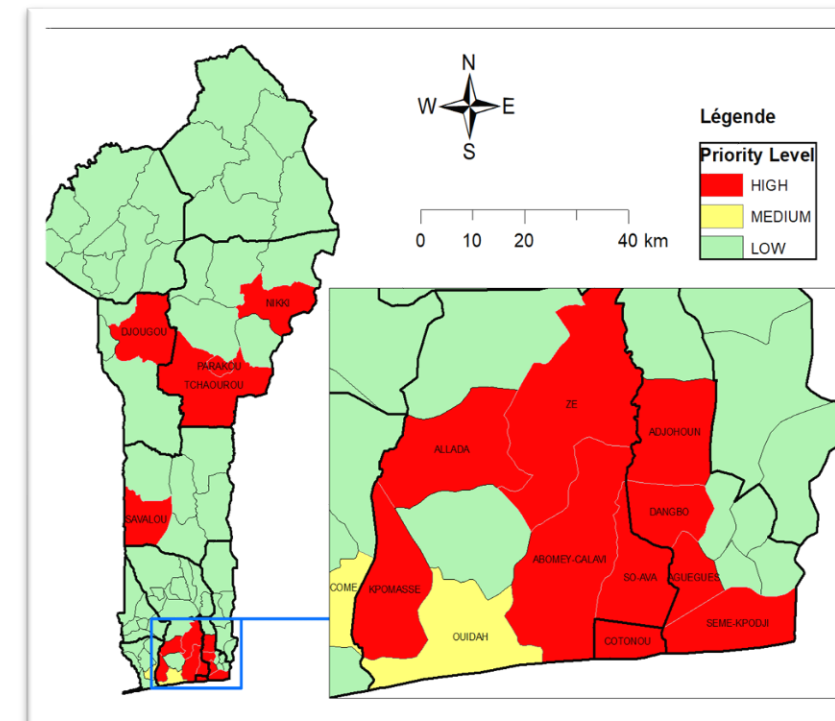 N
W E
S
Légende
Priority Level
HIGH
MEDIUM
LOW
0 10 20 40 km
NIKKI
DJOUGOU
PARAKOU
TCHAOUROU
SAVALOU
ZE
ADJOHOUN
ALLADA
DANGBO
ABOMEY-CALAVI
SO-AVA
AGUEGUES
COME
KPOMASSE
SEME-KPODJI
OUIDAH
COTONOU